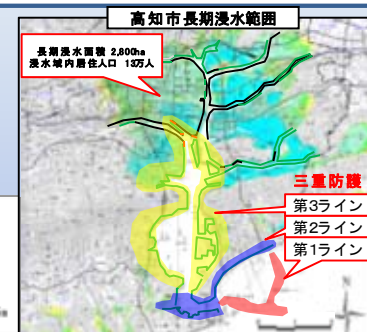 高知市長期浸水範囲
長期浸水面積 2,800ha
浸水域内居住人口 13万人
三重防護
第3ライン
第2ライン
第1ライン